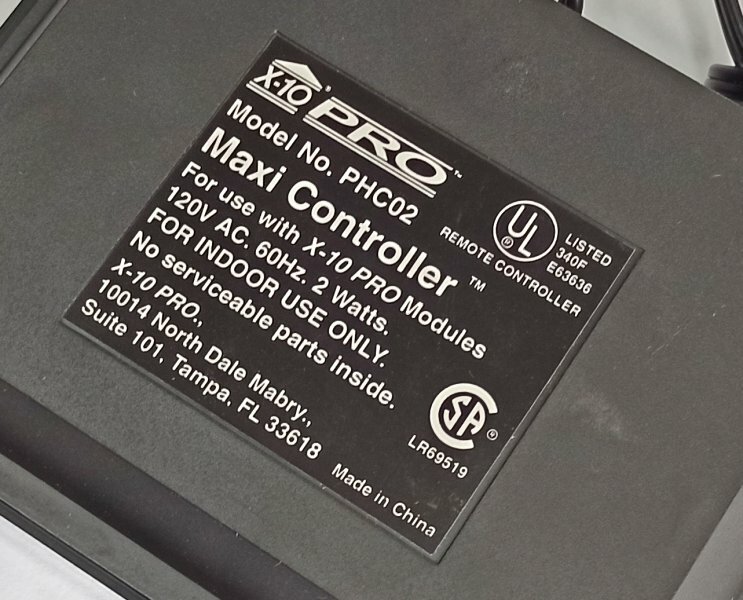 X-10® PRO™
Model No. PHC02
Maxi Controller™
For use with X-10 PRO Modules
120V AC. 60Hz. 2 Watts.
FOR INDOOR USE ONLY.
No serviceable parts inside.
X-10 PRO.,
10014 North Dale Mabry.,
Suite 101, Tampa, FL 33618
UL®
LISTED
340F
E63636
REMOTE CONTROLLER
SA®
LR69519
Made in China